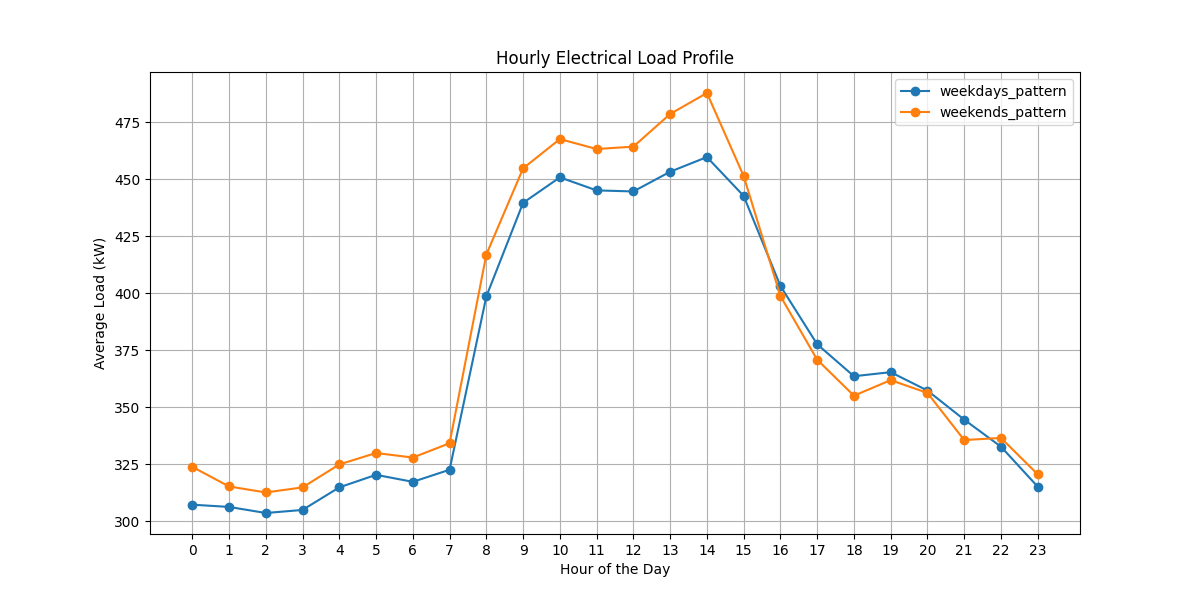 Hourly Electrical Load Profile
weekdays_pattern
weekends_pattern
Average Load (kW)
475
450
425
400
375
350
325
300
0 1 2 3 4 5 6 7 8 9 10 11 12 13 14 15 16 17 18 19 20 21 22 23
Hour of the Day